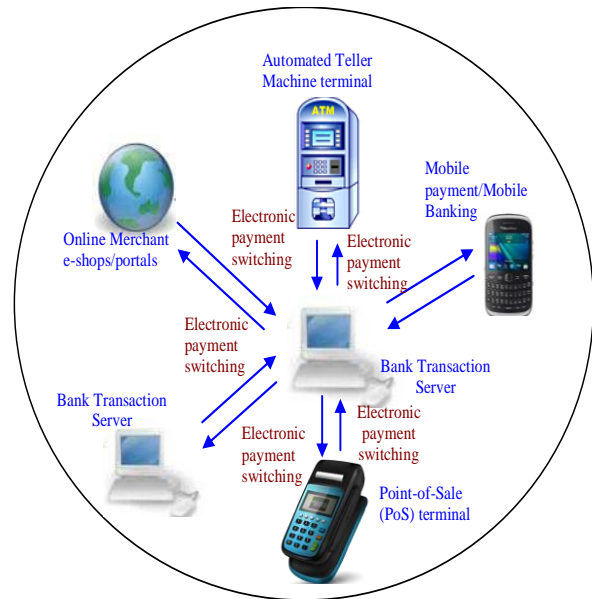 Automated Teller
Machine terminal
ATM
Mobile
payment/Mobile
Banking
Online Merchant
e-shops/portals
Electronic
payment
switching
Electronic
payment
switching
Electronic
payment
switching
Bank Transaction
Server
Bank Transaction
Server
Electronic
payment
switching
Electronic
payment
switching
Point-of-Sale
(PoS) terminal